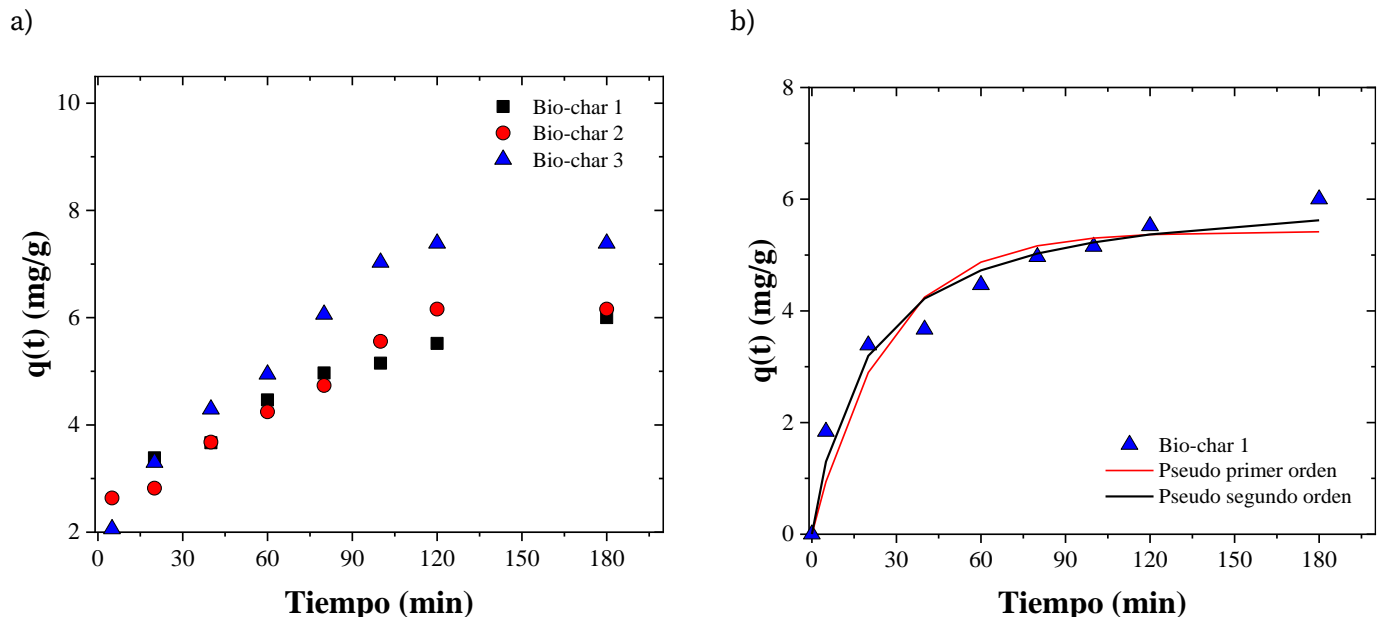 a)
10
8
6
4
2
q(t) (mg/g)
Bio-char 1
Bio-char 2
Bio-char 3
0 30 60 90 120 150 180
Tiempo (min)
b)
8
6
4
2
0
q(t) (mg/g)
Bio-char 1
Pseudo primer orden
Pseudo segundo orden
0 30 60 90 120 150 180
Tiempo (min)